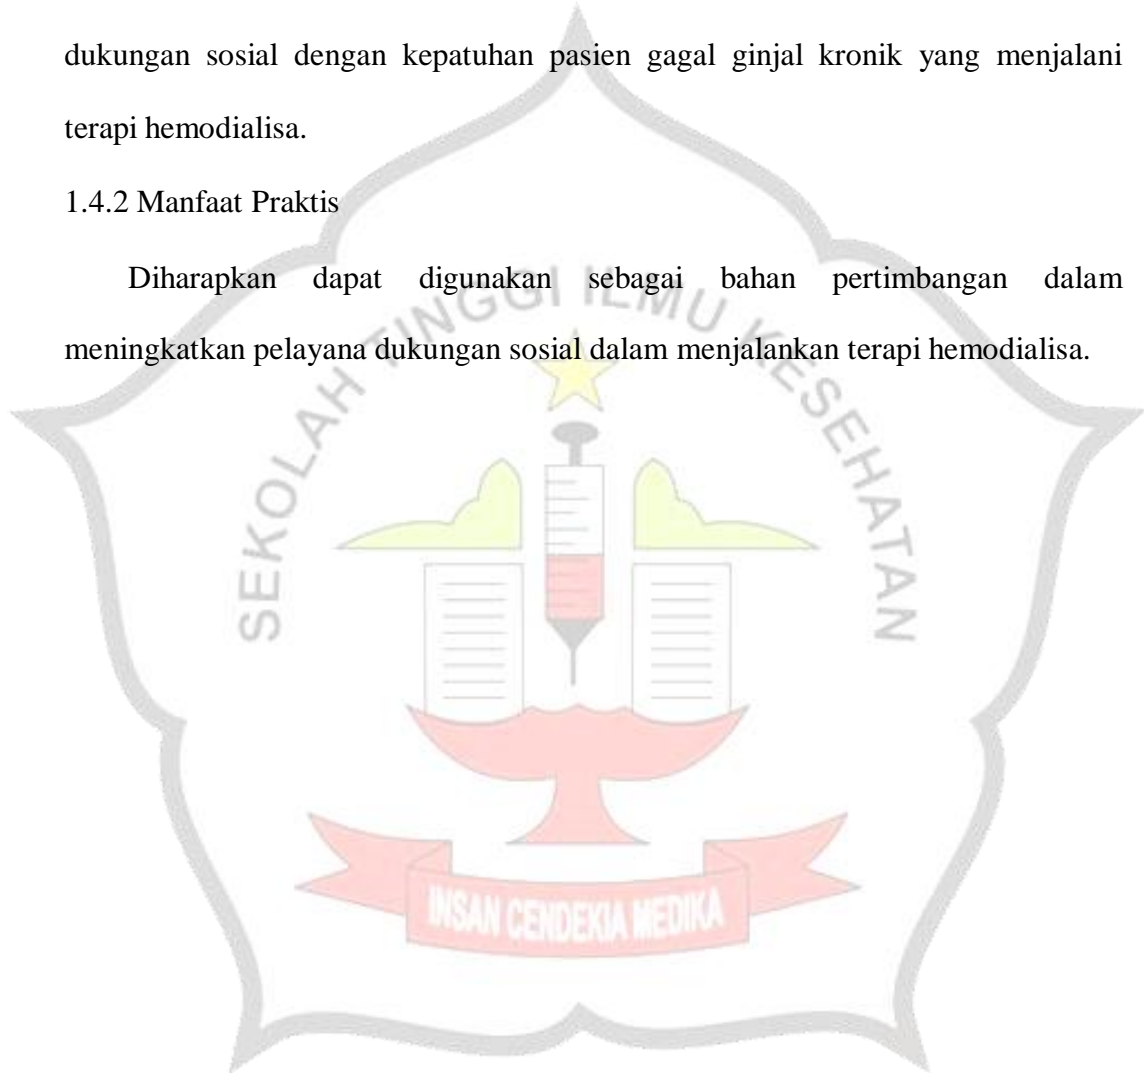 dukungan sosial dengan kepatuhan pasien gagal ginjal kronik yang menjalani
terapi hemodialisa.
1.4.2 Manfaat Praktis
Diharapkan dapat digunakan sebagai bahan pertimbangan dalam
meningkatkan pelayana dukungan sosial dalam menjalankan terapi hemodialisa.
SEKOLAH TINGGI ILMU KESEHATAN
INSAN CENDEKIA MEDIKA